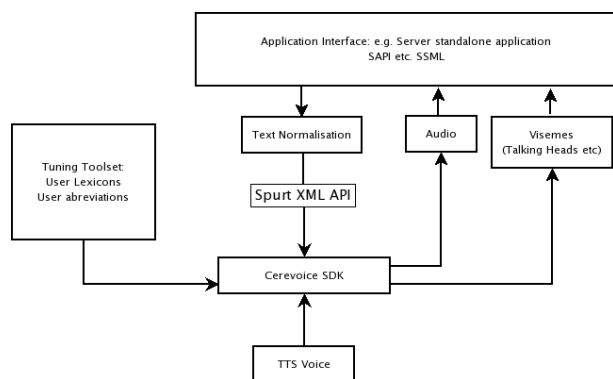 Application Interface: e.g. Server standalone application
SAPI etc. SSML
Text Normalisation
Audio
Visemes
(Talking Heads etc)
Tuning Toolset:
User Lexicons
User abreviations
Spurt XML API
Cerevoice SDK
TTS Voice